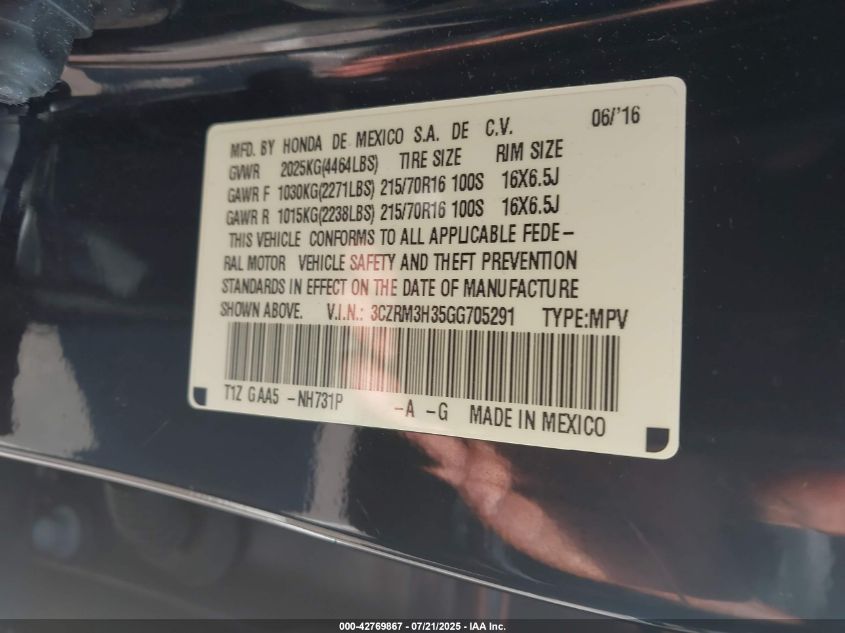 MFD. BY HONDA DE MEXICO S.A. DE C.V. 06/'16
GVWR 2025KG(4464LBS) TIRE SIZE RIM SIZE
GAWR F 1030KG(2271LBS) 215/70R16 100S 16X6.5J
GAWR R 1015KG(2238LBS) 215/70R16 100S 16X6.5J
THIS VEHICLE CONFORMS TO ALL APPLICABLE FEDE-
RAL MOTOR VEHICLE SAFETY AND THEFT PREVENTION
STANDARDS IN EFFECT ON THE DATE OF MANUFACTURE
SHOWN ABOVE. V.I.N.: 3CZRM3H35GG705291 TYPE:MPV
T1Z GAA5 -NH731P -A -G MADE IN MEXICO
000-42769867 - 07/21/2025 - IAA Inc.